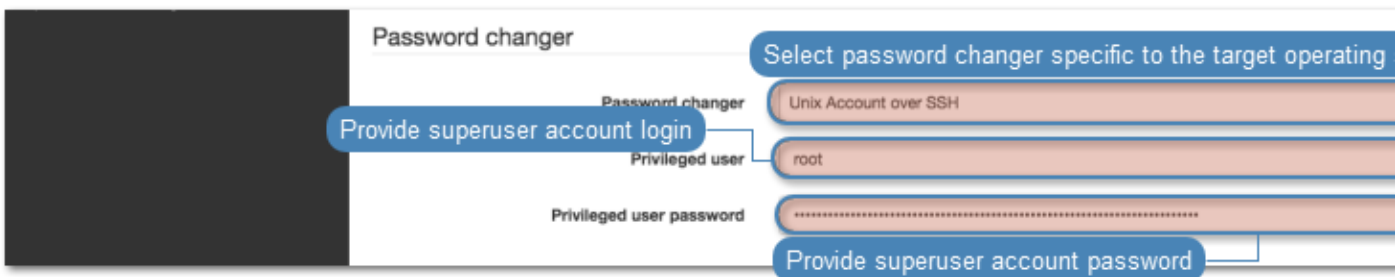 Password changer
Select password changer specific to the target operating
Password changer
Unix Account over SSH
Provide superuser account login
Privileged user
root
Privileged user password
Provide superuser account password